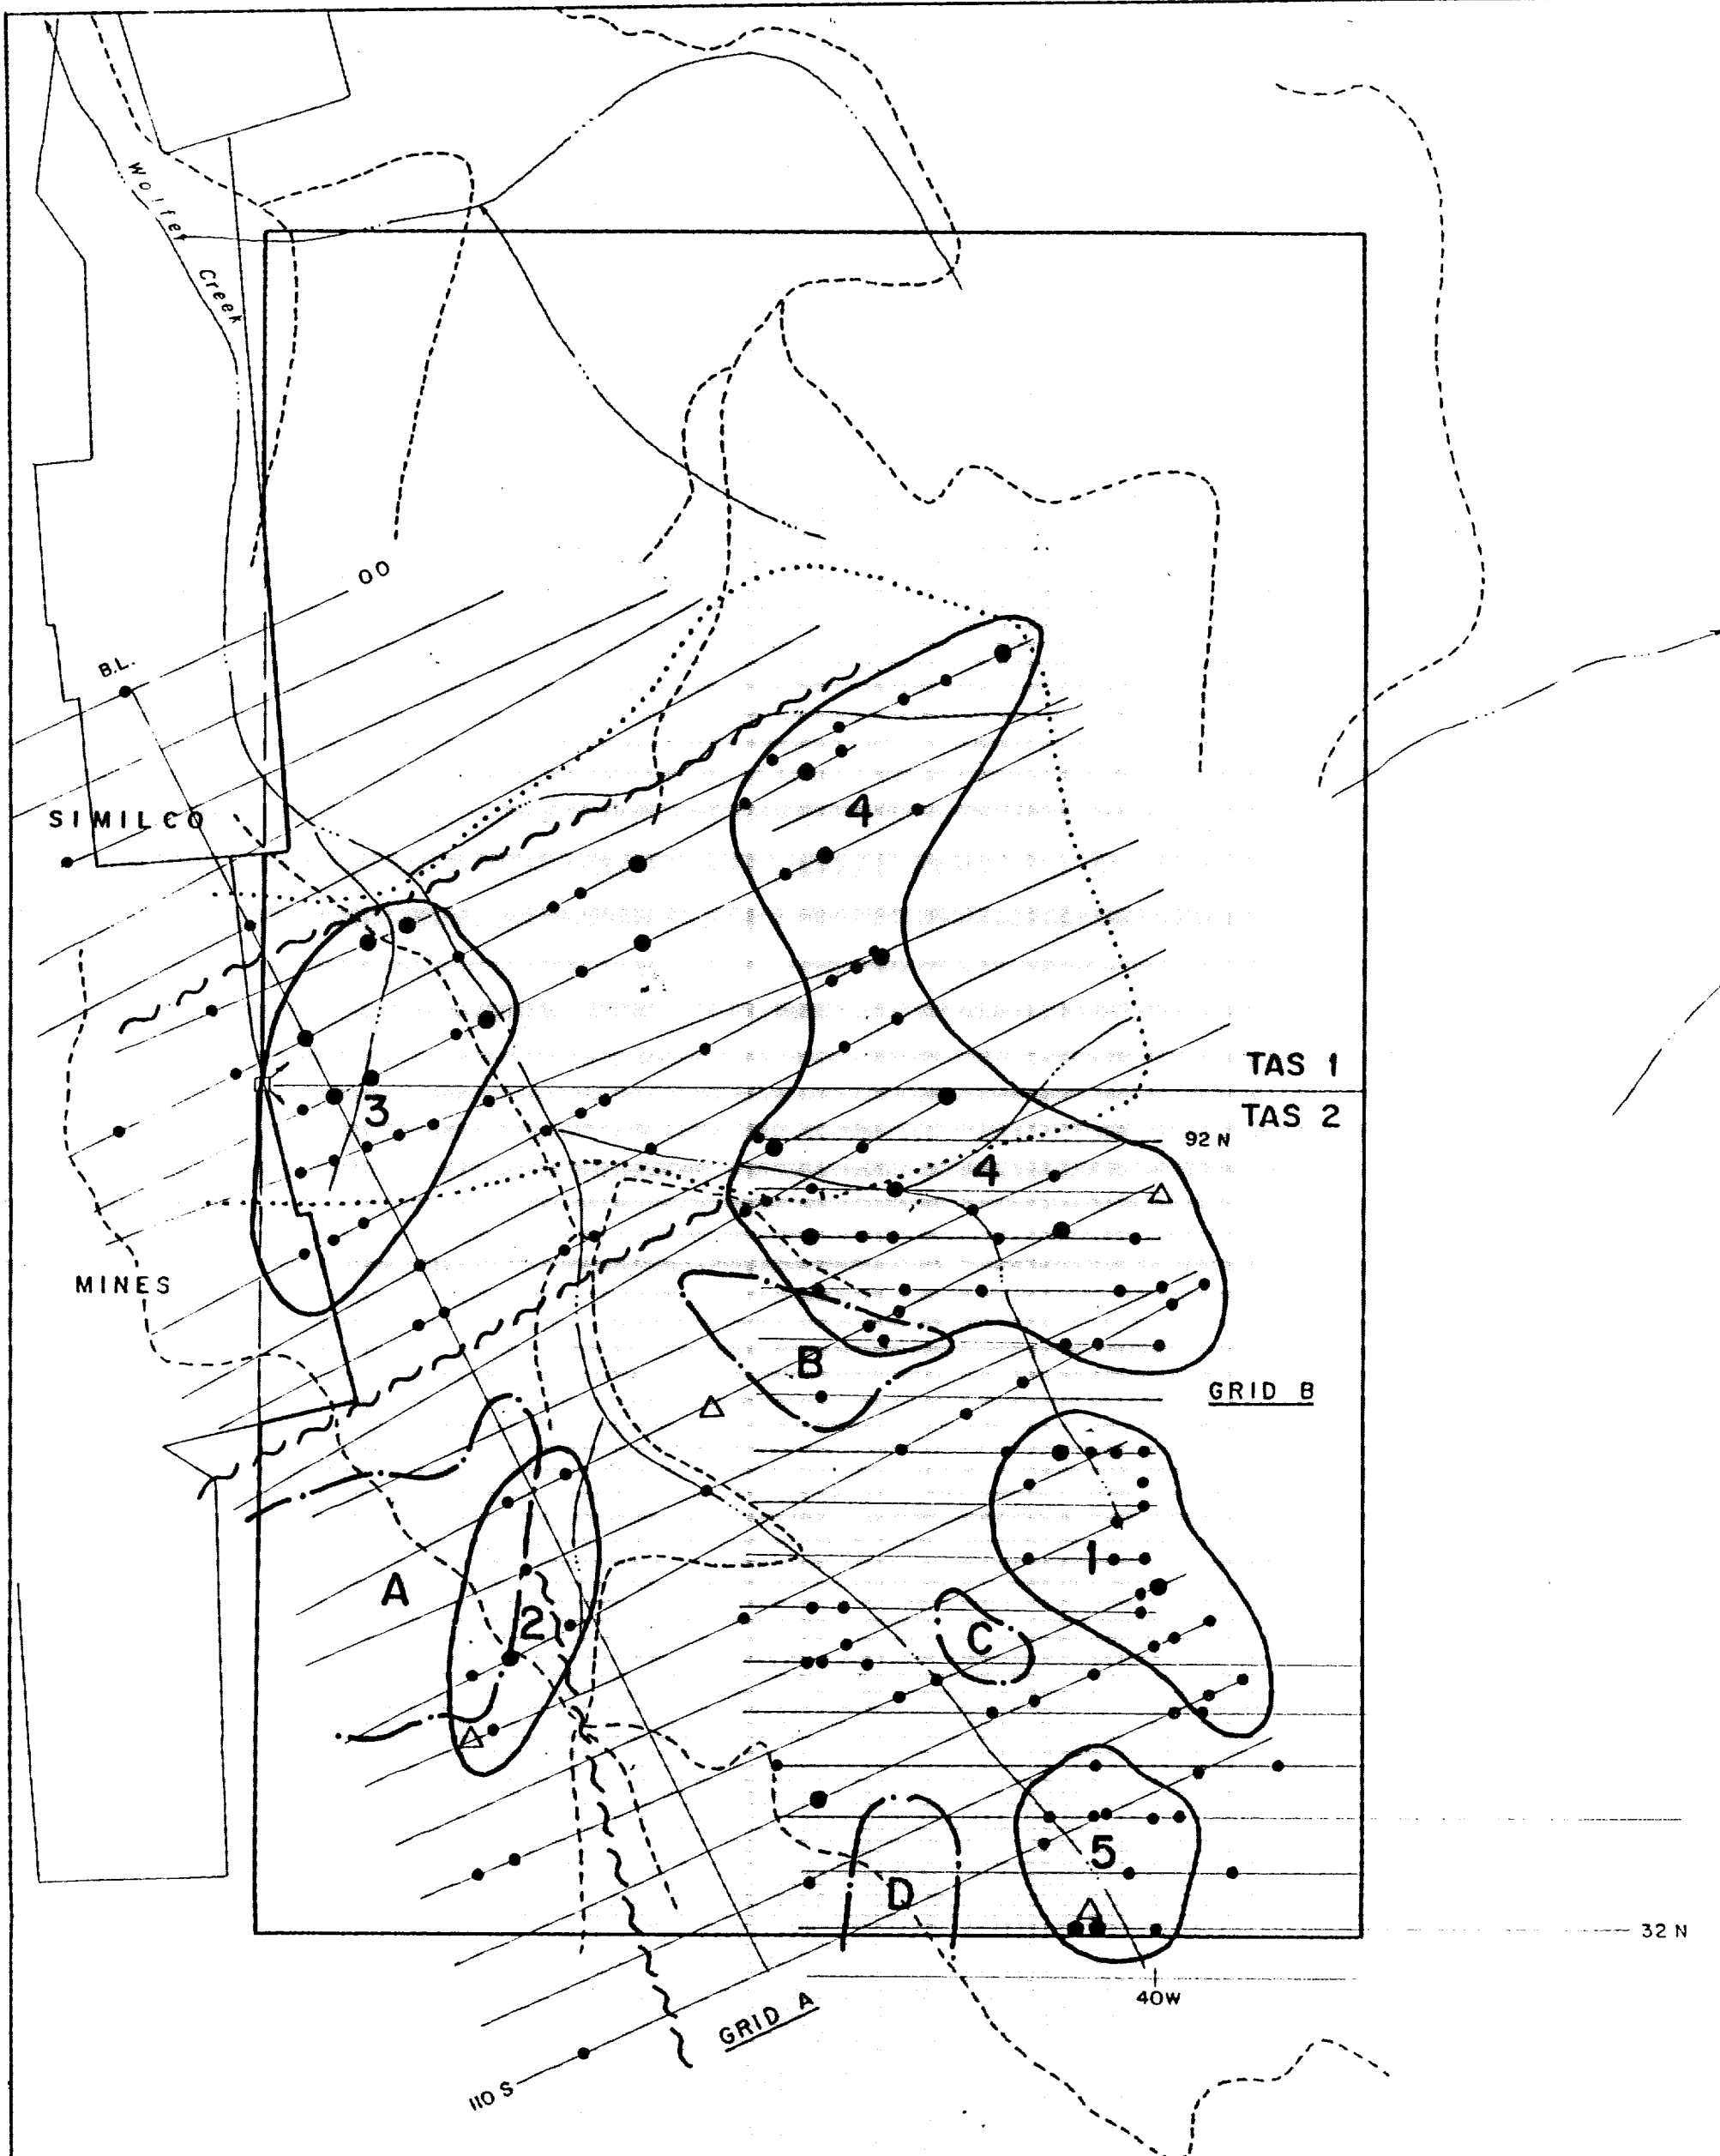 Wolfe Creek
00
B.L.
4
SIMILCO
TAS 1
3
TAS 2
92 N
4
MINES
B
GRID B
1
A
2
C
5
D
32 N
40W
GRID A
110 S